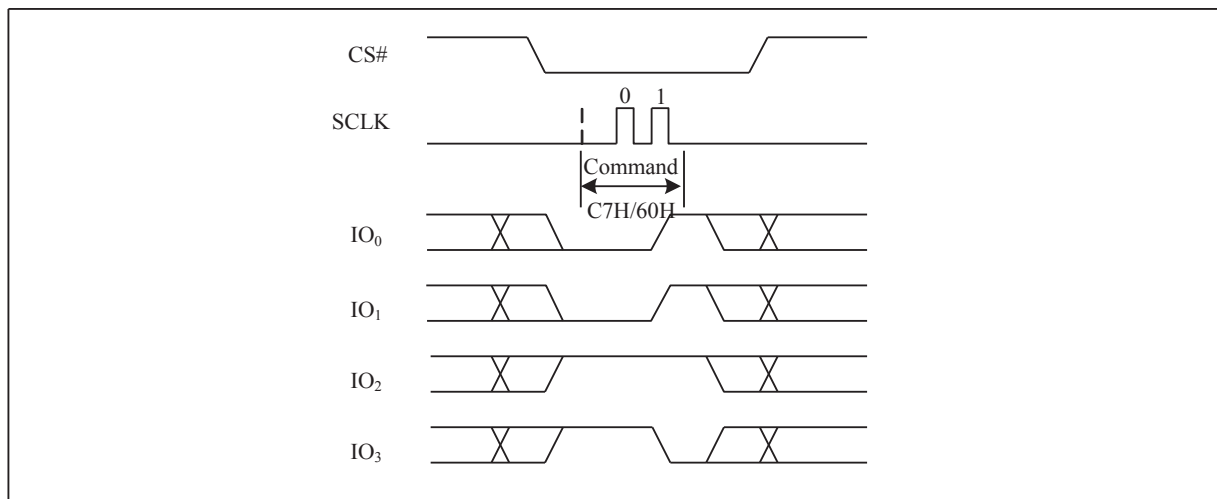 CS#
0 1
SCLK
Command
C7H/60H
IO₀
IO₁
IO₂
IO₃